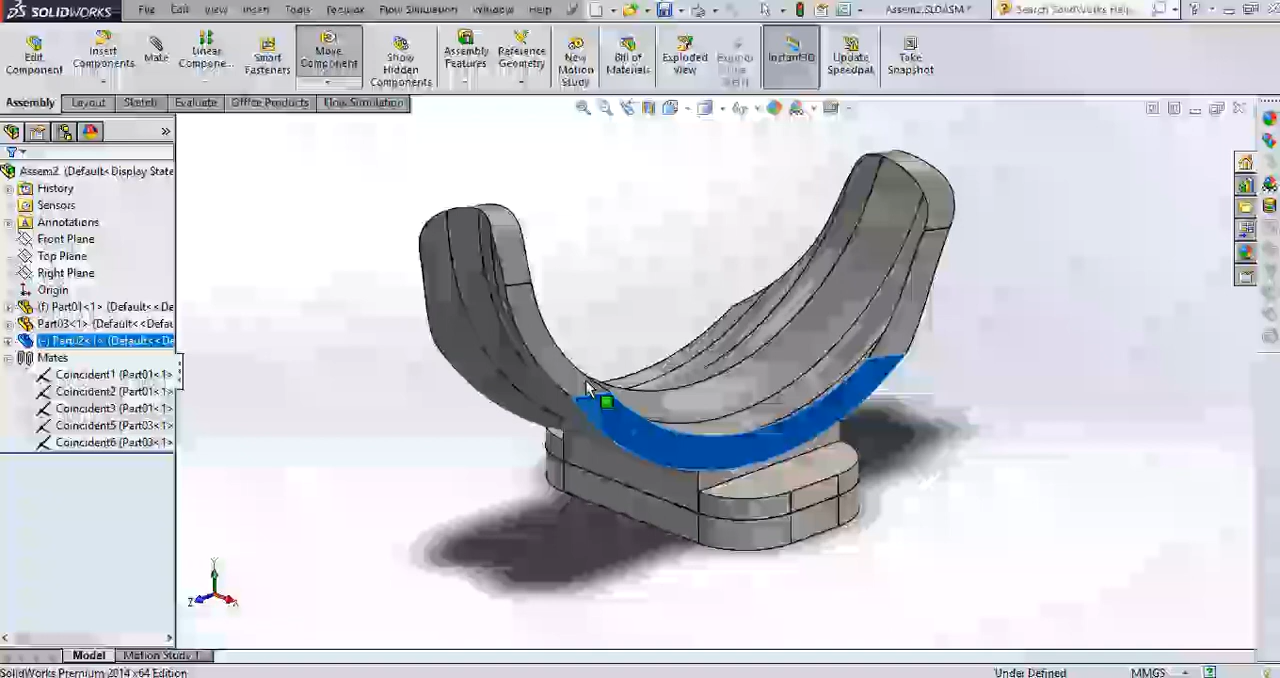 SOLIDWORKS
File Edit View Insert Tools Flow Simulation Window Help
Assem2.SLDASM *
Search SolidWorks Help
Edit Component
Insert Components
Mate
Linear Compone...
Smart Fasteners
Move Component
Show Hidden Components
Assembly Features
Reference Geometry
New Motion Study
Bill of Materials
Exploded View
Instant3D
Update Speedpak
Take Snapshot
Assembly Layout Sketch Evaluate Office Products Flow Simulation
Assem2 (Default<Display State
History
Sensors
Annotations
Front Plane
Top Plane
Right Plane
Origin
(f) Part01<1> (Default<<De
Part03<1> (Default<<Defau
(-) Part02<1> (Default<<De
Mates
Coincident1 (Part01<1>
Coincident2 (Part01<1>
Coincident3 (Part01<1>
Coincident5 (Part03<1>
Coincident6 (Part03<1>
Y
Z
X
Model Motion Study 1
SolidWorks Premium 2014 x64 Edition
Under Defined
MMGS